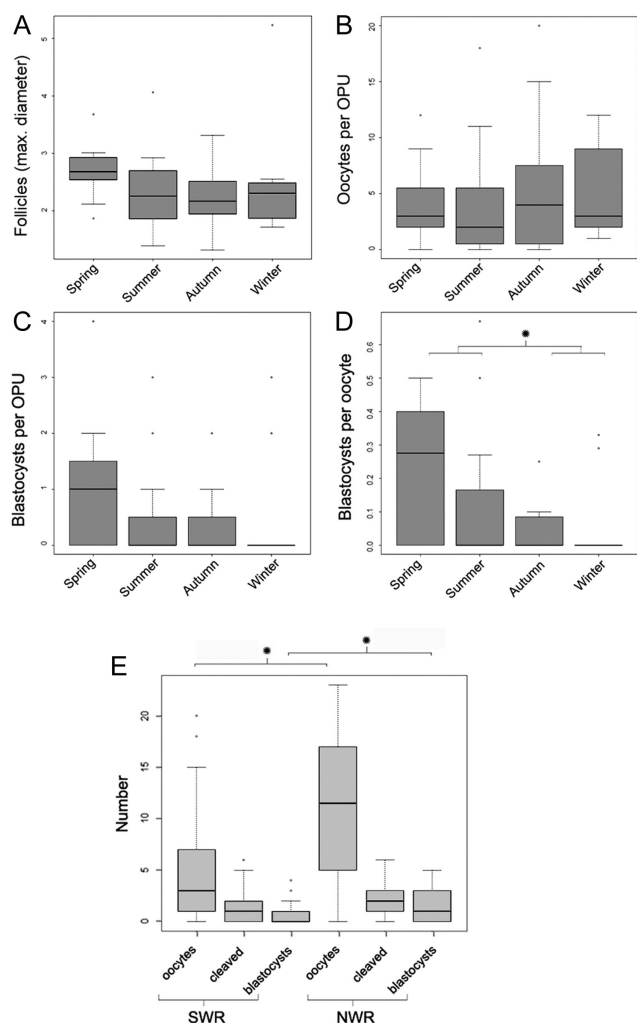 A
Follicles (max. diameter)
5
4
3
2
Spring
Summer
Autumn
Winter
B
Oocytes per OPU
20
15
10
5
0
Spring
Summer
Autumn
Winter
C
Blastocysts per OPU
4
3
2
1
0
Spring
Summer
Autumn
Winter
D
Blastocysts per oocyte
0.6
0.5
0.4
0.3
0.2
0.1
0.0
Spring
Summer
Autumn
Winter
E
Number
20
15
10
5
0
oocytes
cleaved
blastocysts
oocytes
cleaved
blastocysts
SWR
NWR